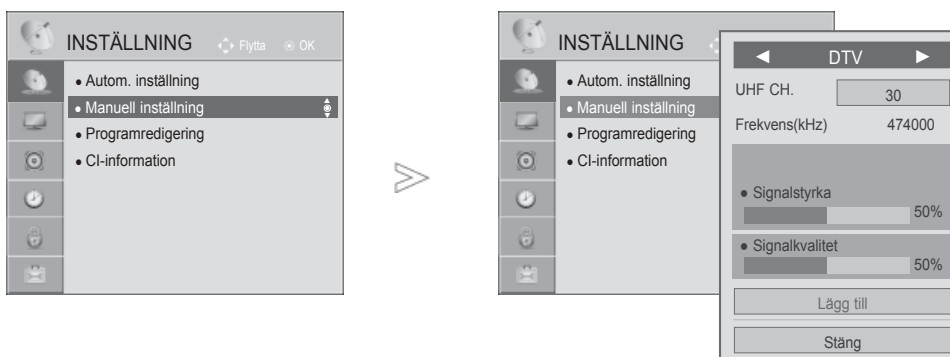 INSTÄLLNING
Flytta OK
Autom. inställning
Manuell inställning
Programredigering
CI-information
INSTÄLLNING
Autom. inställning
Manuell inställning
Programredigering
CI-information
◄ DTV ►
UHF CH. 30
Frekvens(kHz) 474000
Signalstyrka
50%
Signalkvalitet
50%
Lägg till
Stäng